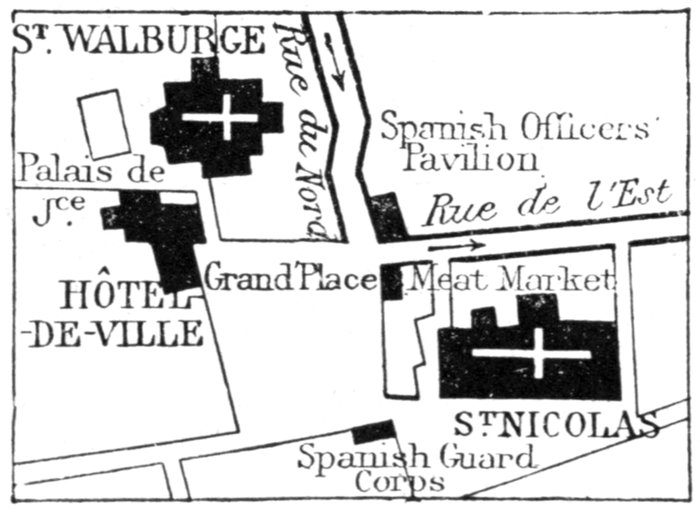 ST. WALBURGE
Rue du Nord
Spanish Officers'
Pavilion
Palais de
Jce.
Rue de l'Est
Grand'Place
Meat Market
HÔTEL
-DE-VILLE
ST. NICOLAS
Spanish Guard
Corps